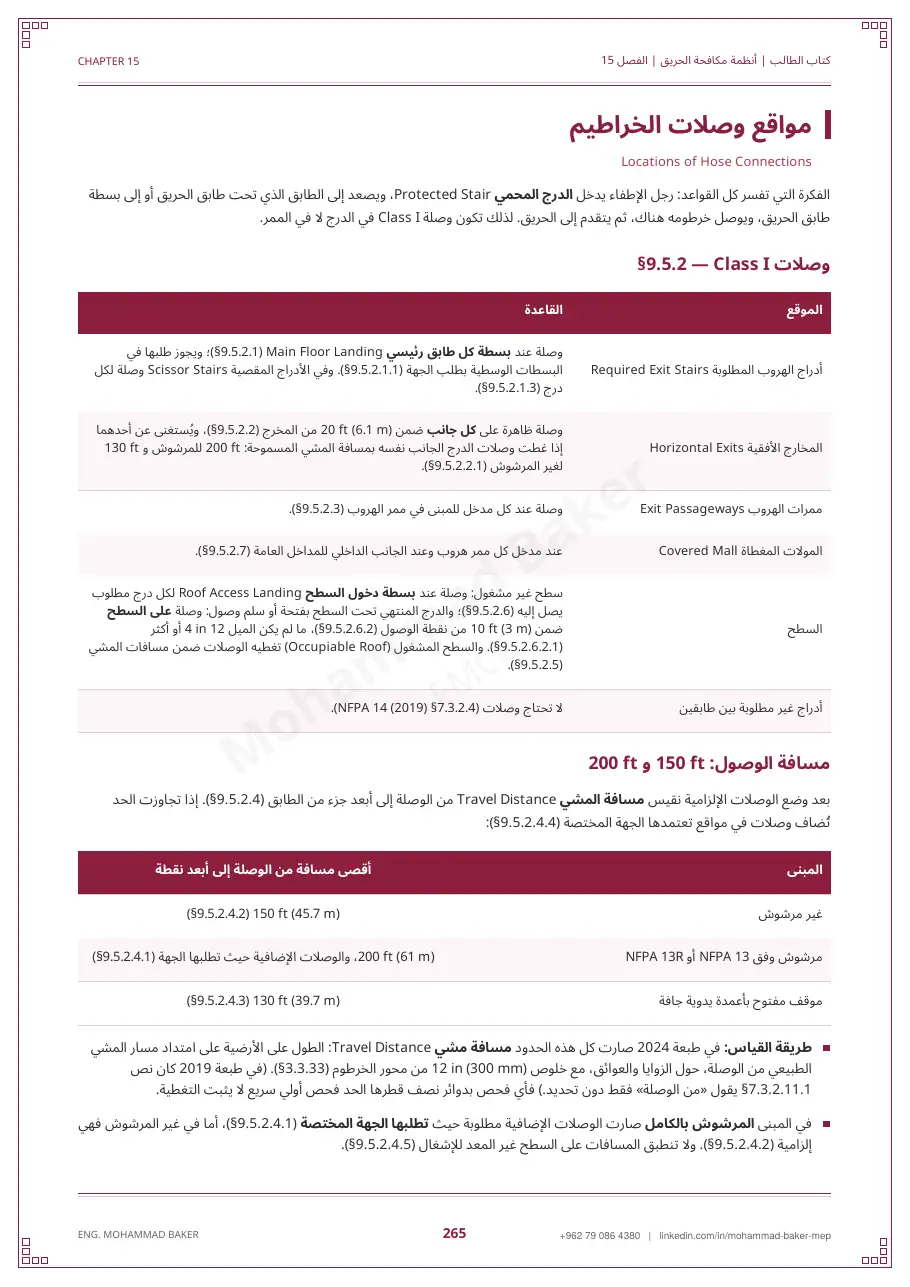 كتاب الطالب | أنظمة مكافحة الحريق | الفصل 15
CHAPTER 15
مواقع وصلات الخراطيم
Locations of Hose Connections
الفكرة التي تفسر كل القواعد: رجل الإطفاء يدخل الدرج المحمي Protected Stair، ويصعد إلى الطابق الذي تحت طابق الحريق أو إلى بسطة
طابق الحريق، ويوصل خرطومه هناك، ثم يتقدم إلى الحريق. لذلك تكون وصلة Class I في الدرج لا في الممر.
وصلات Class I — §9.5.2
الموقع
القاعدة
أدراج الهروب المطلوبة Required Exit Stairs
وصلة عند بسطة كل طابق رئيسي Main Floor Landing (§9.5.2.1)؛ ويجوز طلبها في
البسطات الوسطية بطلب الجهة (§9.5.2.1.1). وفي الأدراج المقصية Scissor Stairs وصلة لكل
درج (§9.5.2.1.3).
المخارج الأفقية Horizontal Exits
وصلة ظاهرة على كل جانب ضمن 20 ft (6.1 m) من المخرج (§9.5.2.2)، ويُستغنى عن أحدهما
إذا غطت وصلات الدرج الجانب نفسه بمسافة المشي المسموحة: 200 ft للمرشوش و 130 ft
لغير المرشوش (§9.5.2.2.1).
ممرات الهروب Exit Passageways
وصلة عند كل مدخل للمبنى في ممر الهروب (§9.5.2.3).
المولات المغطاة Covered Mall
عند مدخل كل ممر هروب وعند الجانب الداخلي للمداخل العامة (§9.5.2.7).
السطح
سطح غير مشغول: وصلة عند بسطة دخول السطح Roof Access Landing لكل درج مطلوب
يصل إليه (§9.5.2.6)؛ والدرج المنتهي تحت السطح بفتحة أو سلم وصول: وصلة على السطح
ضمن 10 ft (3 m) من نقطة الوصول (§9.5.2.6.2)، ما لم يكن الميل 4 in 12 أو أكثر
(§9.5.2.6.2.1). والسطح المشغول (Occupiable Roof) تغطيه الوصلات ضمن مسافات المشي
(§9.5.2.5).
أدراج غير مطلوبة بين طابقين
لا تحتاج وصلات (NFPA 14 (2019) §7.3.2.4).
مسافة الوصول: 150 ft و 200 ft
بعد وضع الوصلات الإلزامية نقيس مسافة المشي Travel Distance من الوصلة إلى أبعد جزء من الطابق (§9.5.2.4). إذا تجاوزت الحد
تُضاف وصلات في مواقع تعتمدها الجهة المختصة (§9.5.2.4.4):
المبنى
أقصى مسافة من الوصلة إلى أبعد نقطة
غير مرشوش
150 ft (45.7 m) (§9.5.2.4.2)
مرشوش وفق NFPA 13 أو NFPA 13R
200 ft (61 m)، والوصلات الإضافية حيث تطلبها الجهة (§9.5.2.4.1)
موقف مفتوح بأعمدة يدوية جافة
130 ft (39.7 m) (§9.5.2.4.3)
طريقة القياس: في طبعة 2024 صارت كل هذه الحدود مسافة مشي Travel Distance: الطول على الأرضية على امتداد مسار المشي
الطبيعي من الوصلة، حول الزوايا والعوائق، مع خلوص 12 in (300 mm) من محور الخرطوم (§3.3.33). (في طبعة 2019 كان نص
§7.3.2.11.1 يقول «من الوصلة» فقط دون تحديد.) فأي فحص بدوائر نصف قطرها الحد فحص أولي سريع لا يثبت التغطية.
في المبنى المرشوش بالكامل صارت الوصلات الإضافية مطلوبة حيث تطلبها الجهة المختصة (§9.5.2.4.1)، أما في غير المرشوش فهي
إلزامية (§9.5.2.4.2). ولا تنطبق المسافات على السطح غير المعد للإشغال (§9.5.2.4.5).
ENG. MOHAMMAD BAKER
265
+962 79 086 4380 | linkedin.com/in/mohammad-baker-mep